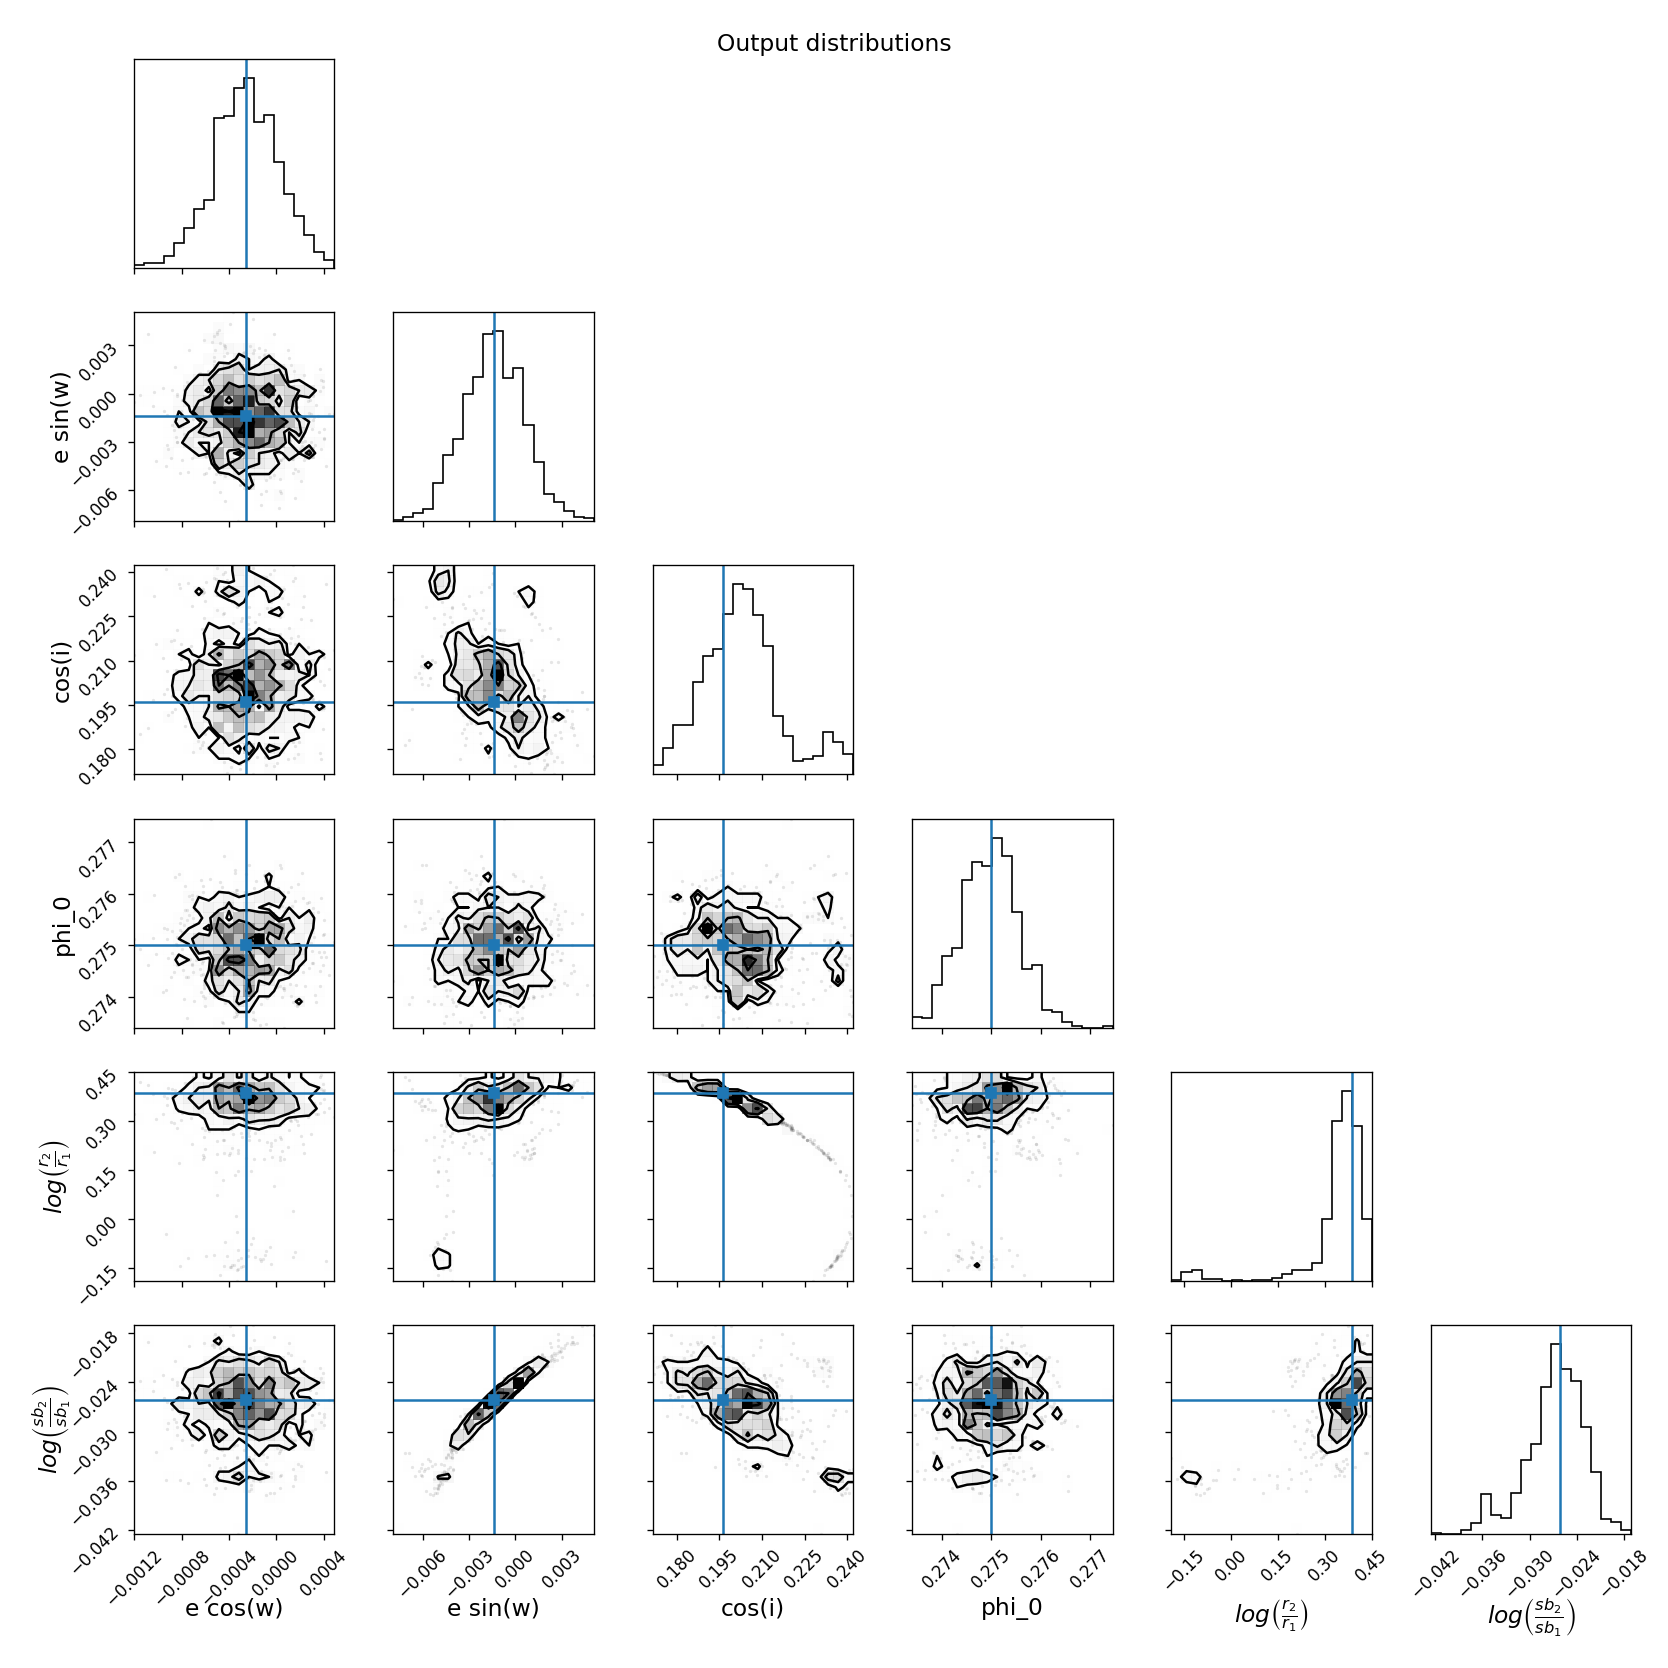 Output distributions
e sin(w)
0.003
0.000
−0.003
−0.006
cos(i)
0.240
0.225
0.210
0.195
0.180
phi_0
0.277
0.276
0.275
0.274
log(r₂/r₁)
0.45
0.30
0.15
0.00
−0.15
log(sb₂/sb₁)
−0.018
−0.024
−0.030
−0.036
−0.042
−0.0012 −0.0008 −0.0004 0.0000 0.0004
−0.006 −0.003 0.000 0.003
0.180 0.195 0.210 0.225 0.240
0.274 0.275 0.276 0.277
−0.15 0.00 0.15 0.30 0.45
−0.042 −0.036 −0.030 −0.024 −0.018
e cos(w) e sin(w) cos(i) phi_0 log(r₂/r₁) log(sb₂/sb₁)